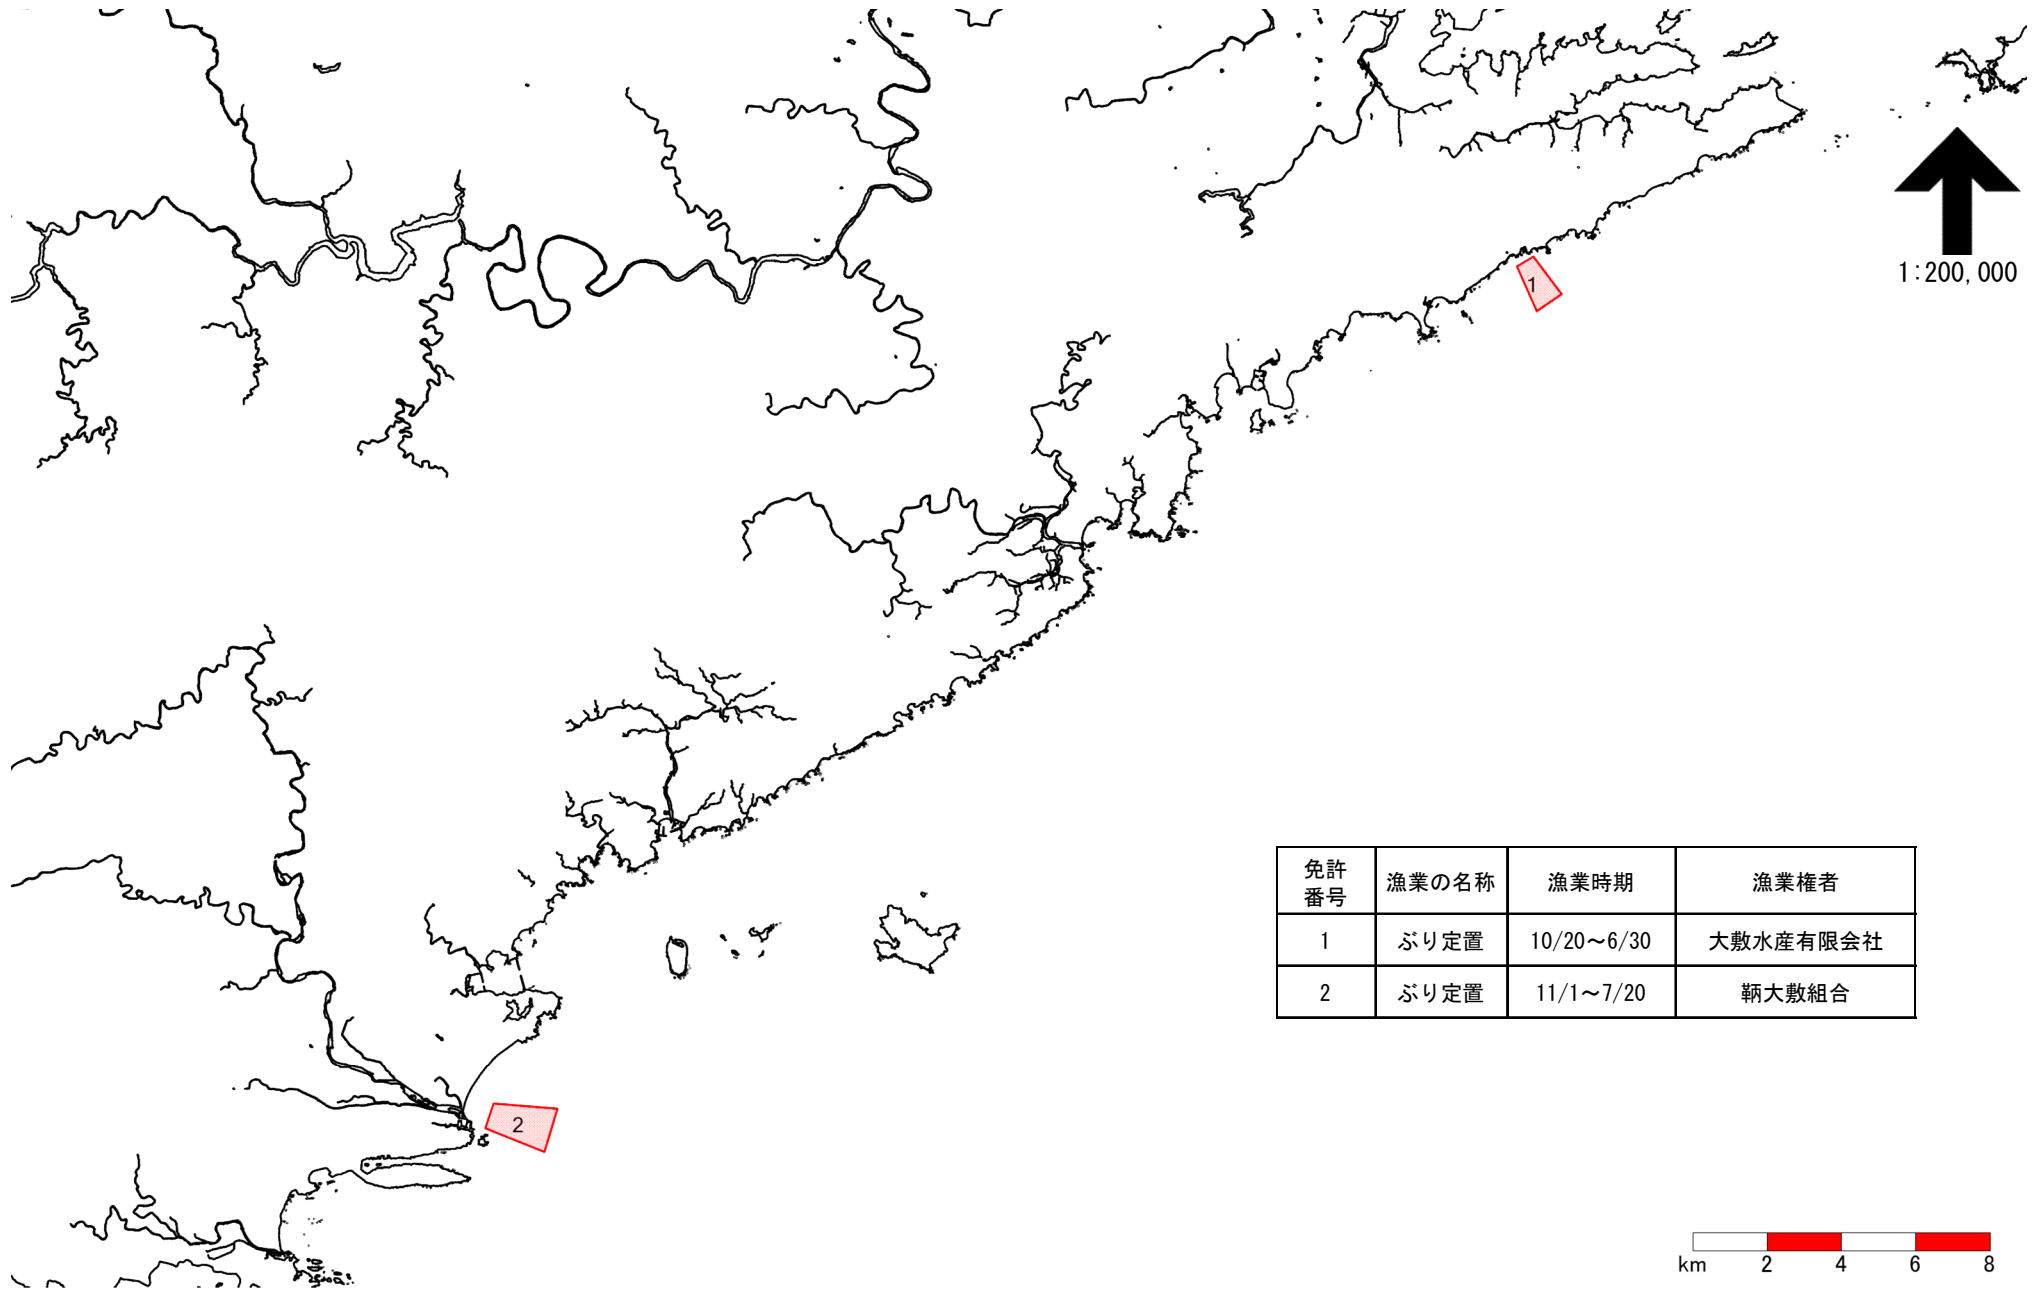 1:200,000
1
2
免許
番号
漁業の名称
漁業時期
漁業権者
1
ぶり定置
10/20～6/30
大敷水産有限会社
2
ぶり定置
11/1～7/20
鞆大敷組合
km 2 4 6 8